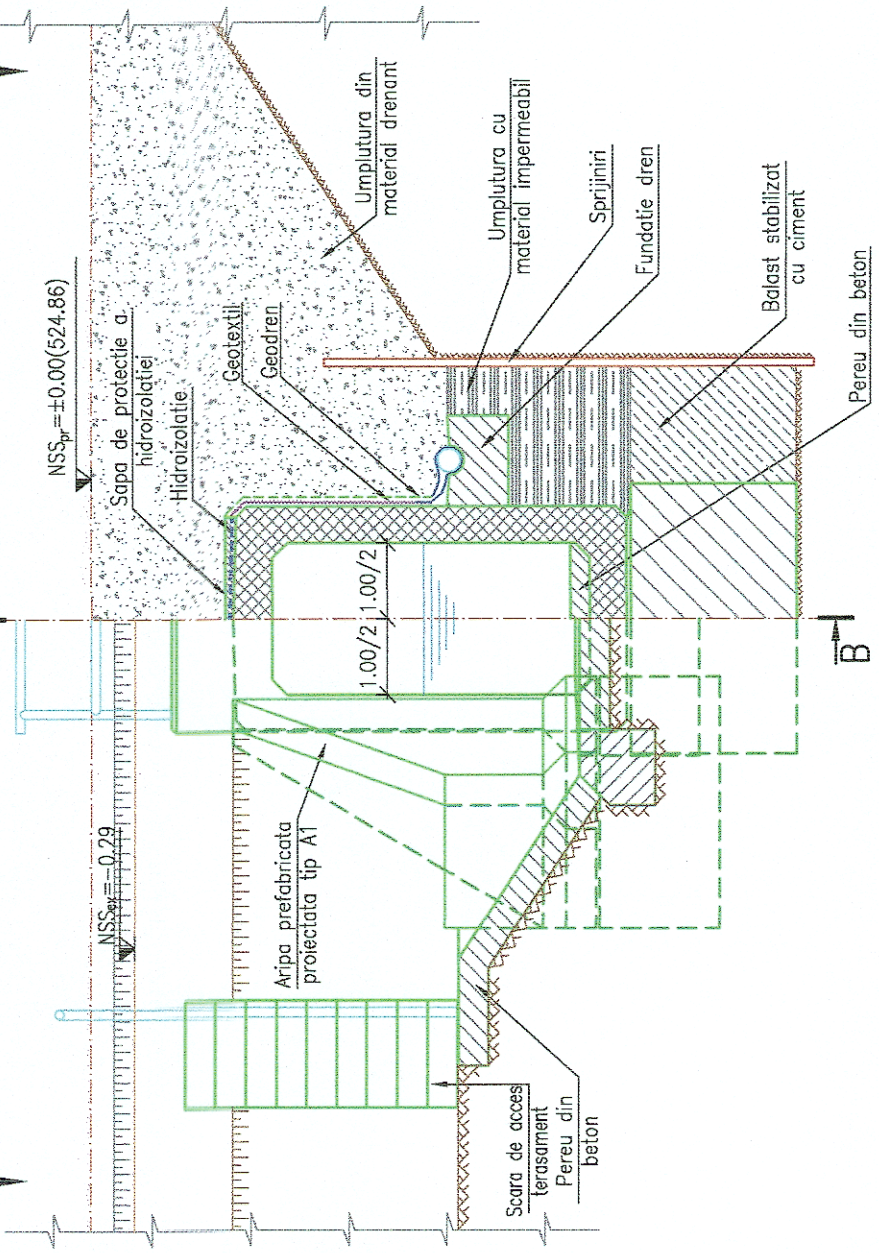 NSSpr=±0.00(524.86)
Sapa de protectie a
hidroizolatiei
Hidroizolatie
Geotextil
Geodren
Umplutura din
material drenant
Umplutura cu
material impermeabil
Sprijiniri
Fundatie dren
Balast stabilizat
cu ciment
Pereu din beton
NSSex=-0.29
Aripa prefabricata
proiectata tip A1
1.00/2
1.00/2
Scara de acces
terasament
Pereu din
beton
B